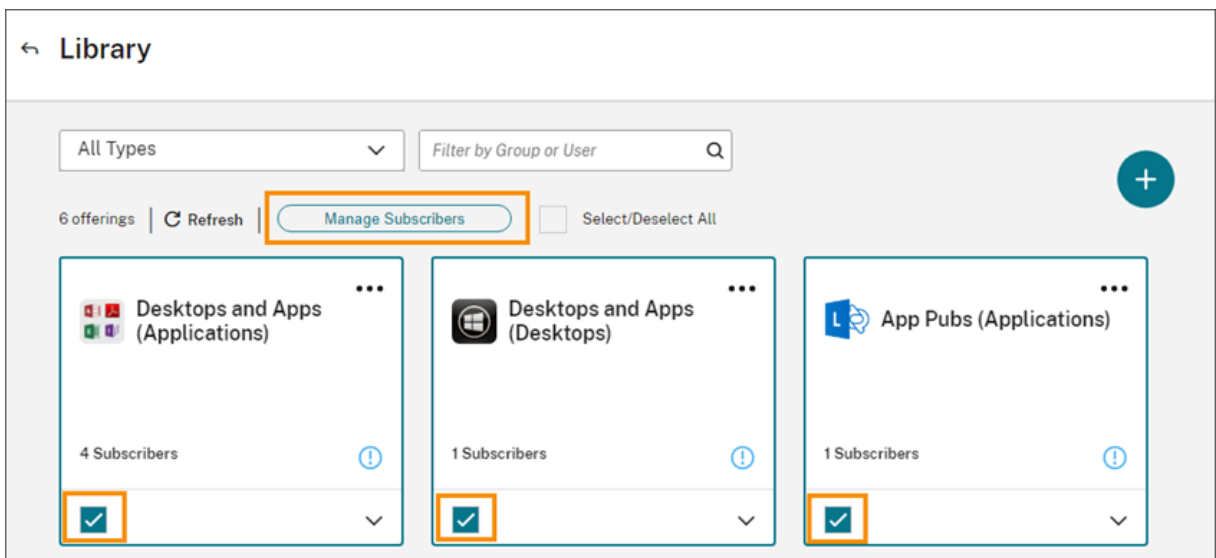 Library
All Types
Filter by Group or User
6 offerings
Refresh
Manage Subscribers
Select/Deselect All
Desktops and Apps
(Applications)
4 Subscribers
Desktops and Apps
(Desktops)
1 Subscribers
L
App Pubs (Applications)
1 Subscribers